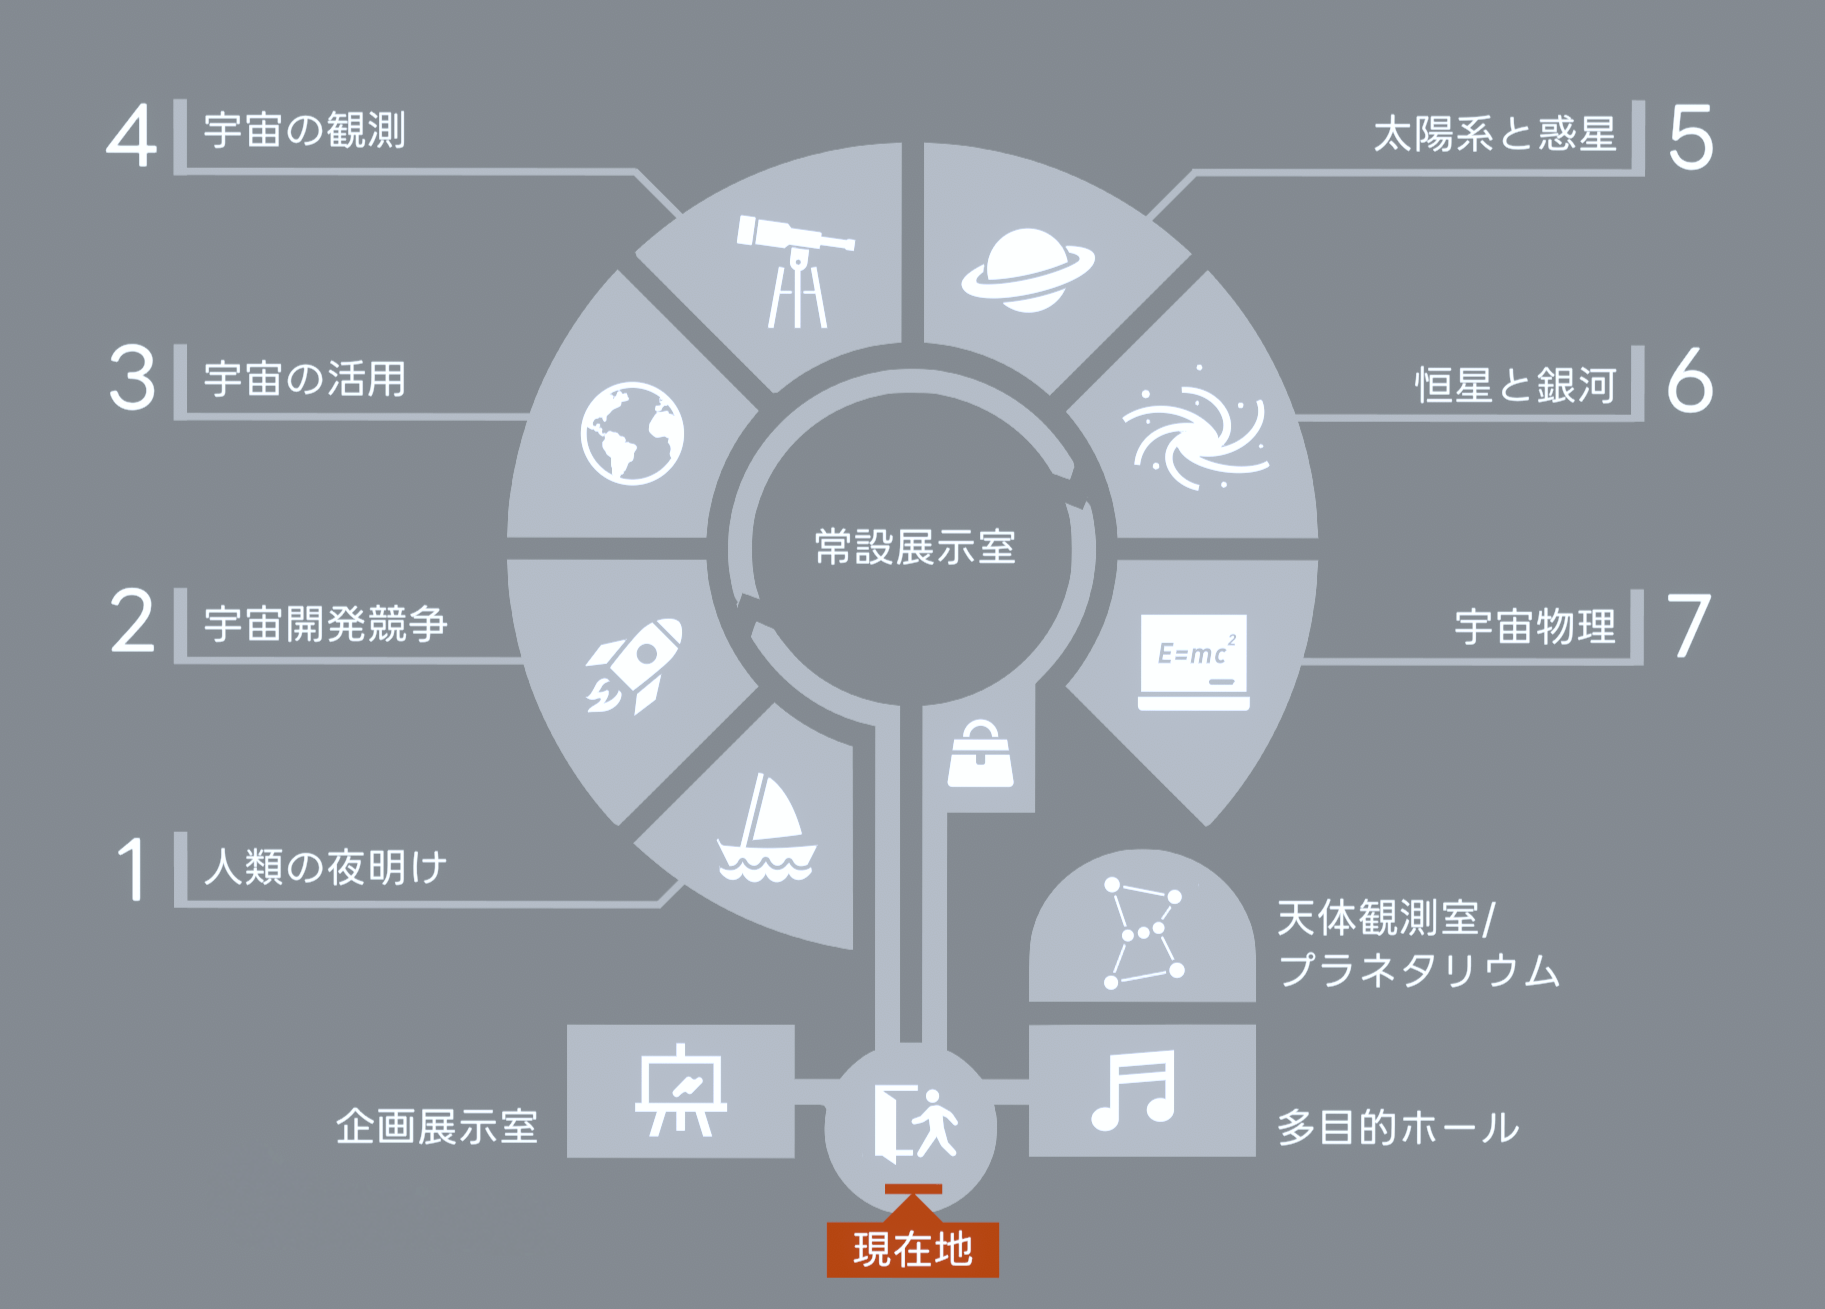 4 宇宙の観測
太陽系と惑星 5
3 宇宙の活用
恒星と銀河 6
常設展示室
2 宇宙開発競争
宇宙物理 7
E=mc²
1 人類の夜明け
天体観測室/
プラネタリウム
企画展示室
多目的ホール
現在地